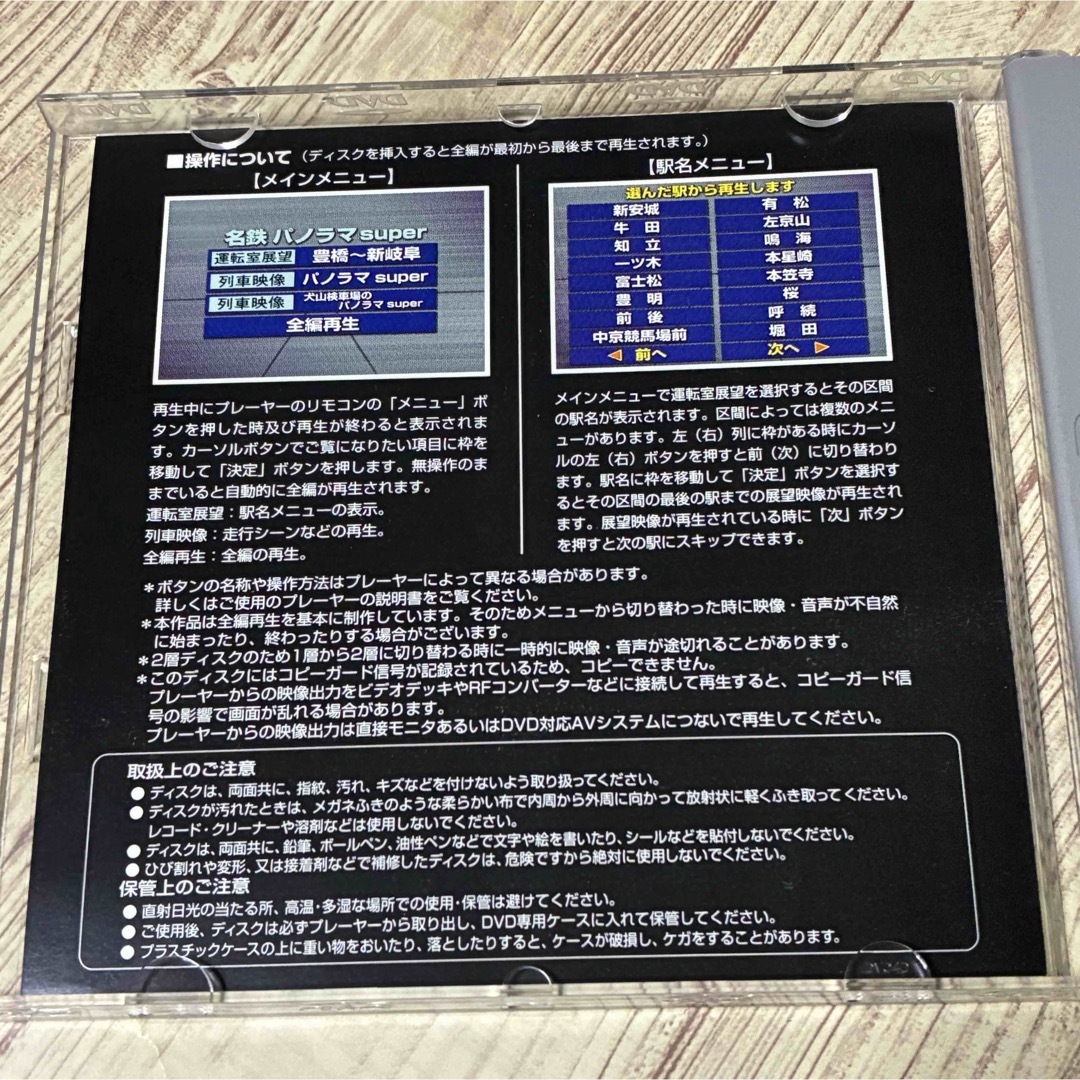 ■操作について（ディスクを挿入すると全編が最初から最後まで再生されます。）
【メインメニュー】
名鉄 パノラマsuper
運転室展望 豊橋～新岐阜
列車映像 パノラマ super
列車映像 犬山検車場の
パノラマ super
全編再生
再生中にプレーヤーのリモコンの「メニュー」ボ
タンを押した時及び再生が終わると表示されま
す。カーソルボタンでご覧になりたい項目に枠を
移動して「決定」ボタンを押します。無操作のま
までいると自動的に全編が再生されます。
運転室展望：駅名メニューの表示。
列車映像：走行シーンなどの再生。
全編再生：全編の再生。
【駅名メニュー】
選んだ駅から再生します
新安城
牛田
知立
一ツ木
富士松
豊明
前後
中京競馬場前
◀ 前へ
有松
左京山
鳴海
本星崎
本笠寺
桜
呼続
堀田
次へ ▶
メインメニューで運転室展望を選択するとその区間
の駅名が表示されます。区間によっては複数のメニ
ューがあります。左（右）列に枠がある時にカーソ
ルの左（右）ボタンを押すと前（次）に切り替わり
ます。駅名に枠を移動して「決定」ボタンを選択す
るとその区間の最後の駅までの展望映像が再生され
ます。展望映像が再生されている時に「次」ボタン
を押すと次の駅にスキップできます。
＊ボタンの名称や操作方法はプレーヤーによって異なる場合があります。
詳しくはご使用のプレーヤーの説明書をご覧ください。
＊本作品は全編再生を基本に制作しています。そのためメニューから切り替わった時に映像・音声が不自然
に始まったり、終わったりする場合がございます。
＊2層ディスクのため1層から2層に切り替わる時に一時的に映像・音声が途切れることがあります。
＊このディスクにはコピーガード信号が記録されているため、コピーできません。
プレーヤーからの映像出力をビデオデッキやRFコンバーターなどに接続して再生すると、コピーガード信
号の影響で画面が乱れる場合があります。
プレーヤーからの映像出力は直接モニタあるいはDVD対応AVシステムにつないで再生してください。
取扱上のご注意
●ディスクは、両面共に、指紋、汚れ、キズなどを付けないよう取り扱ってください。
●ディスクが汚れたときは、メガネふきのような柔らかい布で内周から外周に向かって放射状に軽くふき取ってください。
レコード・クリーナーや溶剤などは使用しないでください。
●ディスクは、両面共に、鉛筆、ボールペン、油性ペンなどで文字や絵を書いたり、シールなどを貼付しないでください。
●ひび割れや変形、又は接着剤などで補修したディスクは、危険ですから絶対に使用しないでください。
保管上のご注意
●直射日光の当たる所、高温・多湿な場所での使用・保管は避けてください。
●ご使用後、ディスクは必ずプレーヤーから取り出し、DVD専用ケースに入れて保管してください。
●プラスチックケースの上に重い物をおいたり、落としたりすると、ケースが破損し、ケガをすることがあります。